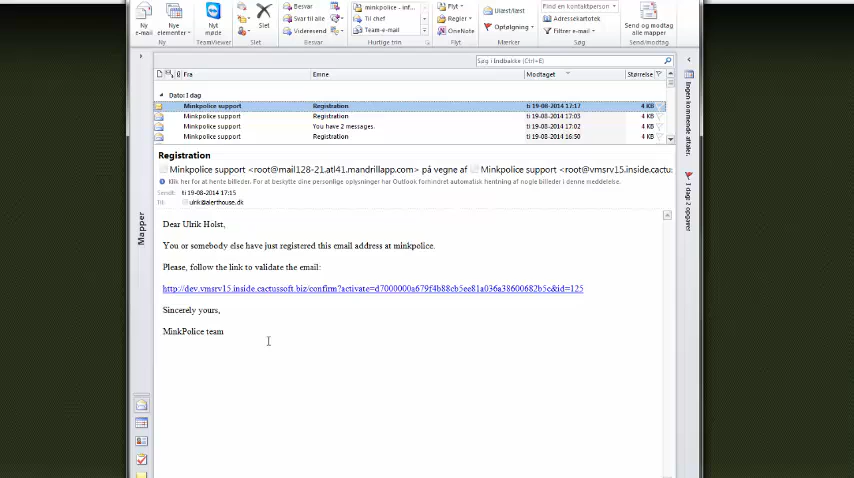 Ny e-mail
Nye elementer
Ny
Nyt møde
TeamViewer
Slet
Slet
Besvar
Svar til alle
Videresend
Besvar
minkpolice - inf...
Til chef
Team-e-mail
Hurtige trin
Flyt
Regler
OneNote
Flyt
Ulæst/læst
Opfølgning
Mærker
Find en kontaktperson
Adressekartotek
Filtrer e-mail
Søg
Send og modtag alle mapper
Send/modtag
Søg i Indbakke (Ctrl+E)
Fra Emne Modtaget Størrelse
Dato: I dag
Minkpolice support Registration ti 19-08-2014 17:17 4 KB
Minkpolice support Registration ti 19-08-2014 17:03 4 KB
Minkpolice support You have 2 messages. ti 19-08-2014 17:02 4 KB
Minkpolice support Registration ti 19-08-2014 16:50 4 KB
Registration
Minkpolice support <root@mail128-21.atl41.mandrillapp.com> på vegne af Minkpolice support <root@vmsrv15.inside.cactus
Klik her for at hente billeder. For at beskytte dine personlige oplysninger har Outlook forhindret automatisk hentning af nogle billeder i denne meddelelse.
Sendt: ti 19-08-2014 17:15
Til: ulrik@alerthouse.dk
Dear Ulrik Holst,
You or somebody else have just registered this email address at minkpolice.
Please, follow the link to validate the email:
http://dev.vmsrv15.inside.cactussoft.biz/confirm?activate=d7000000a679f4b88cb5ee81a036a38600682b5c&id=125
Sincerely yours,
MinkPolice team
Mapper
Ingen kommende aftaler.
I dag: 2 opgaver